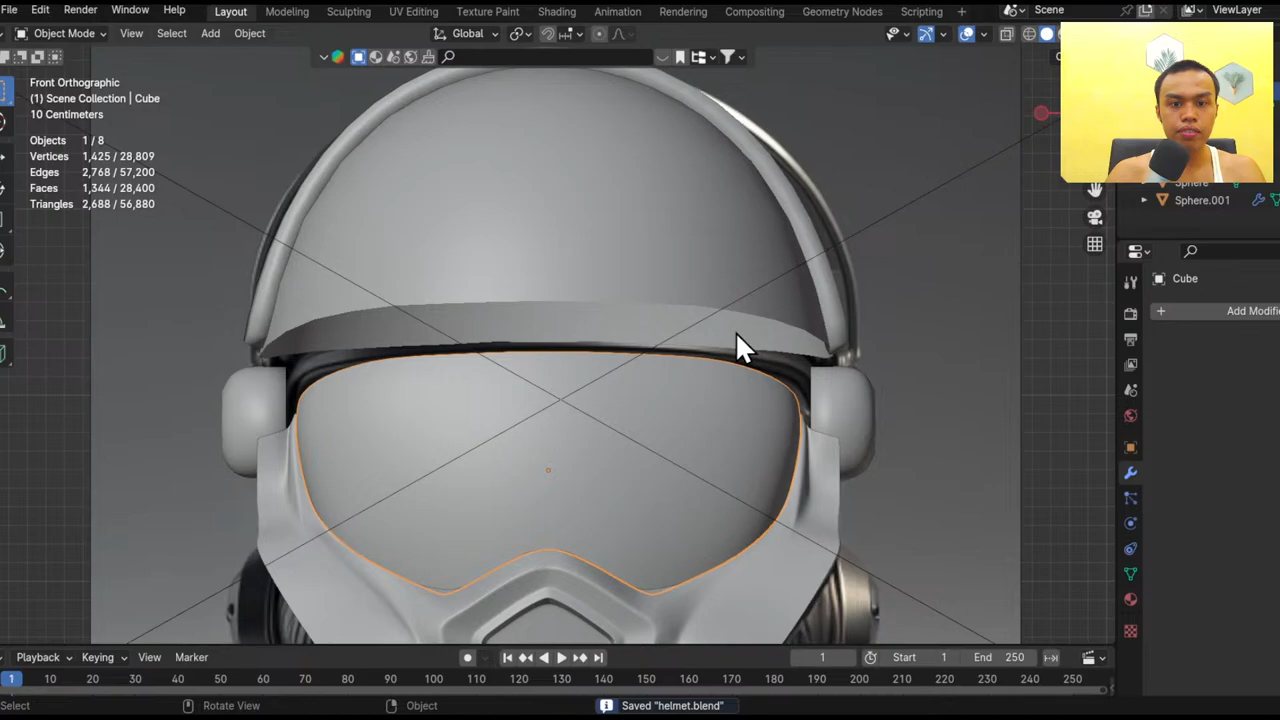 File Edit Render Window Help Layout Modeling Sculpting UV Editing Texture Paint Shading Animation Rendering Compositing Geometry Nodes Scripting + Scene ViewLayer
Object Mode View Select Add Object Global
Front Orthographic
(1) Scene Collection | Cube
10 Centimeters
Objects 1 / 8
Vertices 1,425 / 28,809
Edges 2,768 / 57,200
Faces 1,344 / 28,400
Triangles 2,688 / 56,880
Sphere
Sphere.001
Cube
+ Add Modifi
Playback Keying View Marker 1 Start 1 End 250
1 10 20 30 40 50 60 70 80 90 100 110 120 130 140 150 160 170 180 190 200 210 220 230 240 250
Select Rotate View Object Saved "helmet.blend"